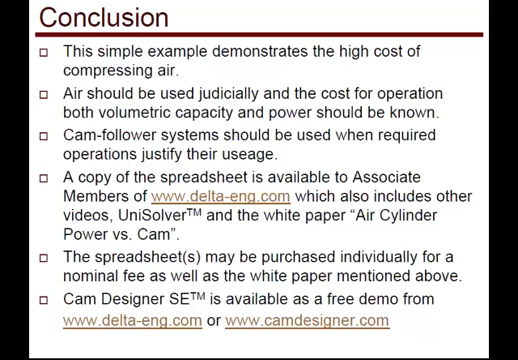 Conclusion
This simple example demonstrates the high cost of
compressing air.
Air should be used judicially and the cost for operation
both volumetric capacity and power should be known.
Cam-follower systems should be used when required
operations justify their useage.
A copy of the spreadsheet is available to Associate
Members of www.delta-eng.com which also includes other
videos, UniSolver™ and the white paper “Air Cylinder
Power vs. Cam”.
The spreadsheet(s) may be purchased individually for a
nominal fee as well as the white paper mentioned above.
Cam Designer SE™ is available as a free demo from
www.delta-eng.com or www.camdesigner.com